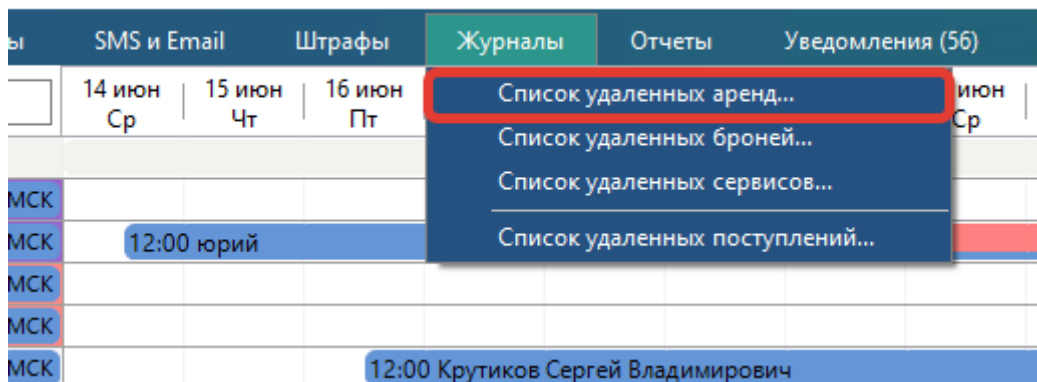 ы SMS и Email Штрафы Журналы Отчеты Уведомления (56)
14 июн 15 июн 16 июн июн
Ср Чт Пт Ср
Список удаленных аренд...
Список удаленных броней...
Список удаленных сервисов...
Список удаленных поступлений...
МСК
МСК 12:00 юрий
МСК
МСК
МСК 12:00 Крутиков Сергей Владимирович